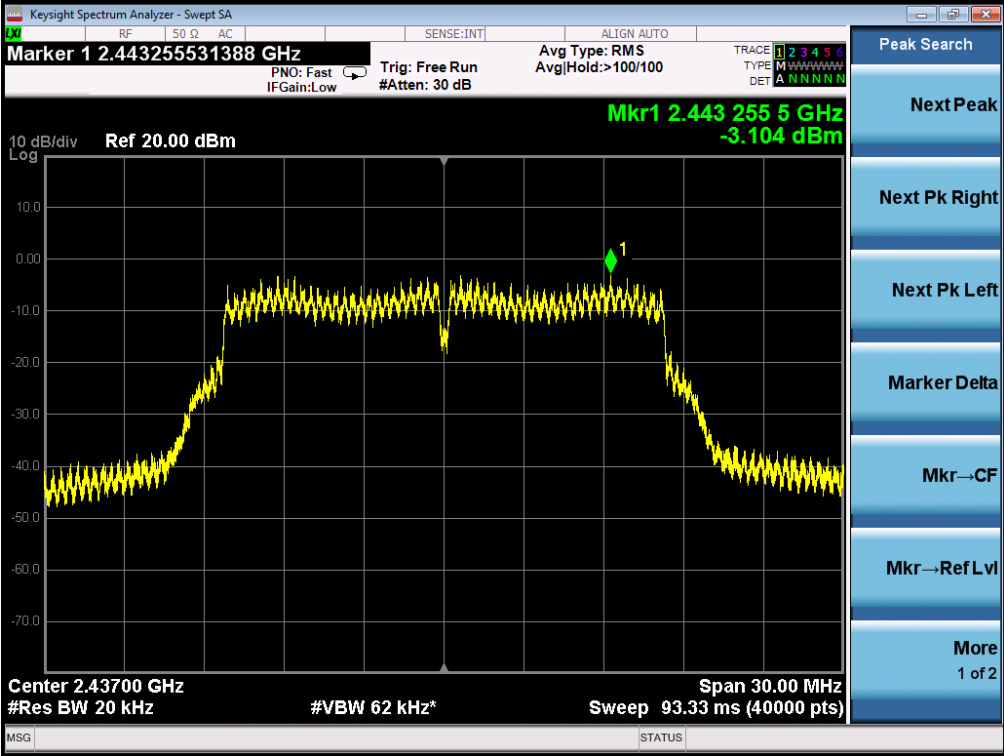 Keysight Spectrum Analyzer - Swept SA
LXI
RF 50 Ω AC SENSE:INT ALIGN AUTO
Marker 1 2.443255531388 GHz
PNO: Fast
IFGain:Low
Trig: Free Run
#Atten: 30 dB
Avg Type: RMS
Avg|Hold:>100/100
TRACE 1 2 3 4 5 6
TYPE M WWWWW
DET A N N N N N
Mkr1 2.443 255 5 GHz
-3.104 dBm
10 dB/div Ref 20.00 dBm
Log
1
10.0
0.00
-10.0
-20.0
-30.0
-40.0
-50.0
-60.0
-70.0
Center 2.43700 GHz Span 30.00 MHz
#Res BW 20 kHz #VBW 62 kHz* Sweep 93.33 ms (40000 pts)
MSG STATUS
Peak Search
Next Peak
Next Pk Right
Next Pk Left
Marker Delta
Mkr→CF
Mkr→Ref Lvl
More
1 of 2